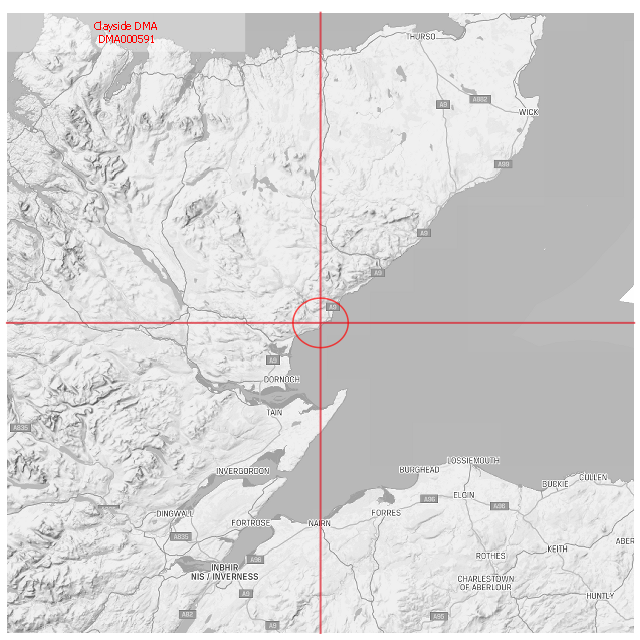 Clayside DMA
DMA000591
THURSO
A9
A882
WICK
A99
A9
A9
A9
A9
DORNOCH
TAIN
A835
INVERGORDON
BURGHEAD
LOSSIEMOUTH
CULLEN
BUCKIE
ELGIN
A96
A96
FORRES
DINGWALL
FORTROSE
NAIRN
A835
KEITH
ABER
ROTHES
A96
INBHIR
NIS / INVERNESS
CHARLESTOWN
OF ABERLOUR
A9
HUNTLY
A82
A95
A9